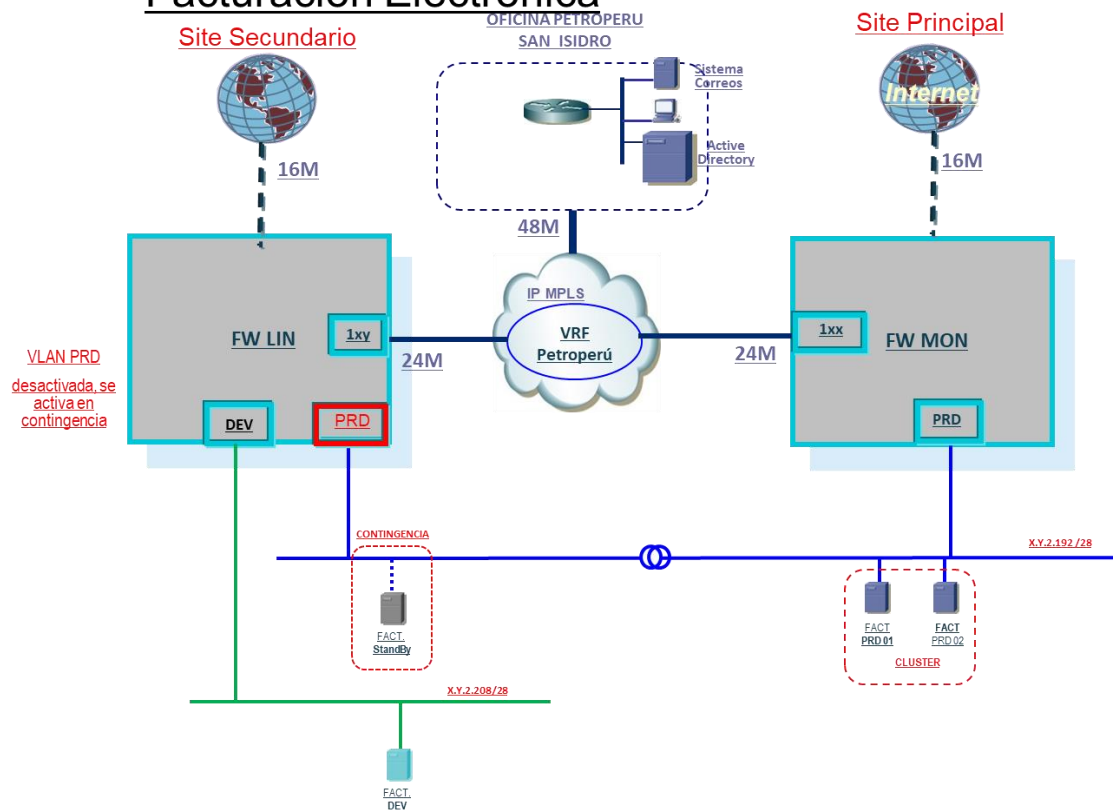 Facturación Electrónica
Site Secundario
OFICINA PETROPERU
SAN ISIDRO
Site Principal
Sistema
Correos
Active
Directory
Internet
16M
16M
48M
IP MPLS
VRF
Petroperú
FW LIN
1xy
24M
24M
1xx
FW MON
VLAN PRD
desactivada, se
activa en
contingencia
DEV
PRD
PRD
CONTINGENCIA
X.Y.2.192 /28
FACT.
StandBy
FACT
PRD 01
FACT
PRD 02
CLUSTER
X.Y.2.208/28
FACT.
DEV